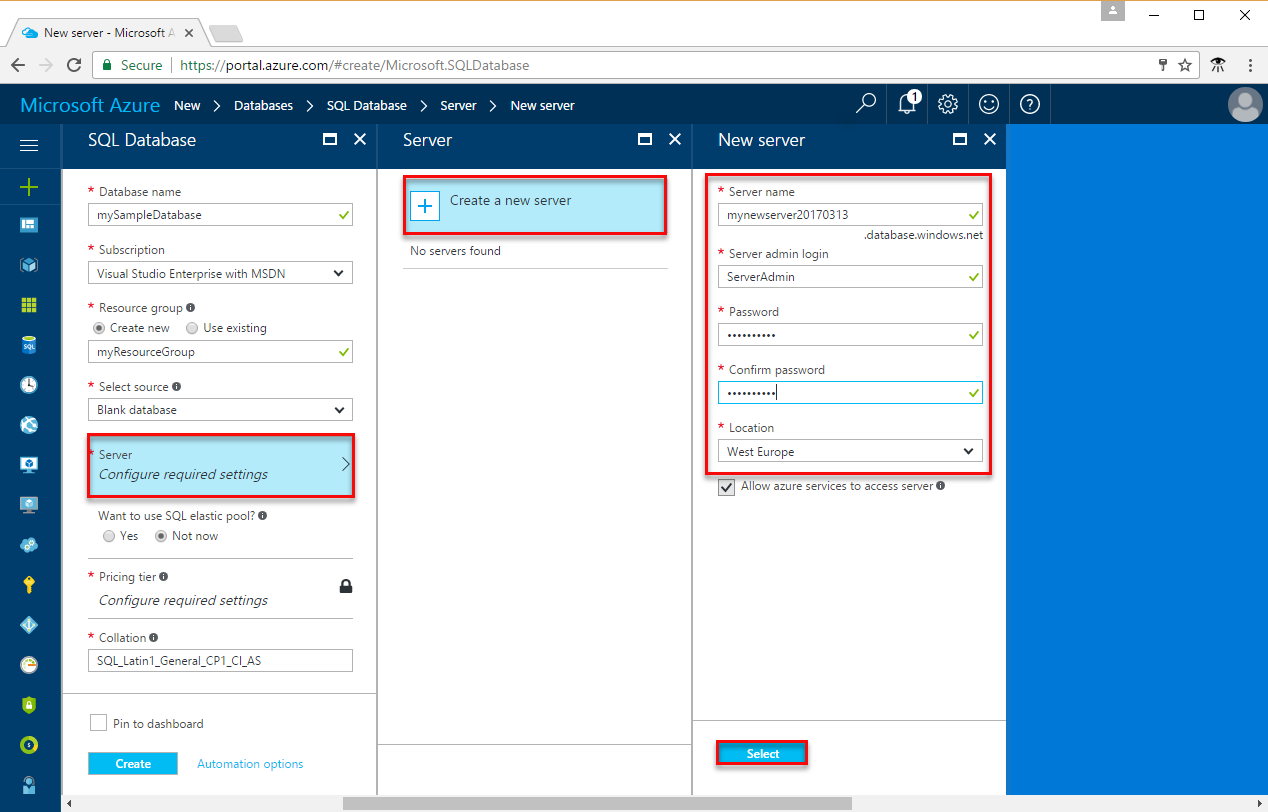 New server - Microsoft A
Secure
https://portal.azure.com/#create/Microsoft.SQLDatabase
Microsoft Azure New > Databases > SQL Database > Server > New server
1
SQL Database
* Database name
mySampleDatabase
* Subscription
Visual Studio Enterprise with MSDN
* Resource group
Create new Use existing
myResourceGroup
* Select source
Blank database
* Server
Configure required settings
Want to use SQL elastic pool?
Yes Not now
* Pricing tier
Configure required settings
* Collation
SQL_Latin1_General_CP1_CI_AS
Pin to dashboard
Create Automation options
Server
Create a new server
No servers found
New server
* Server name
mynewserver20170313
.database.windows.net
* Server admin login
ServerAdmin
* Password
••••••••••
* Confirm password
••••••••••
* Location
West Europe
Allow azure services to access server
Select
SQL